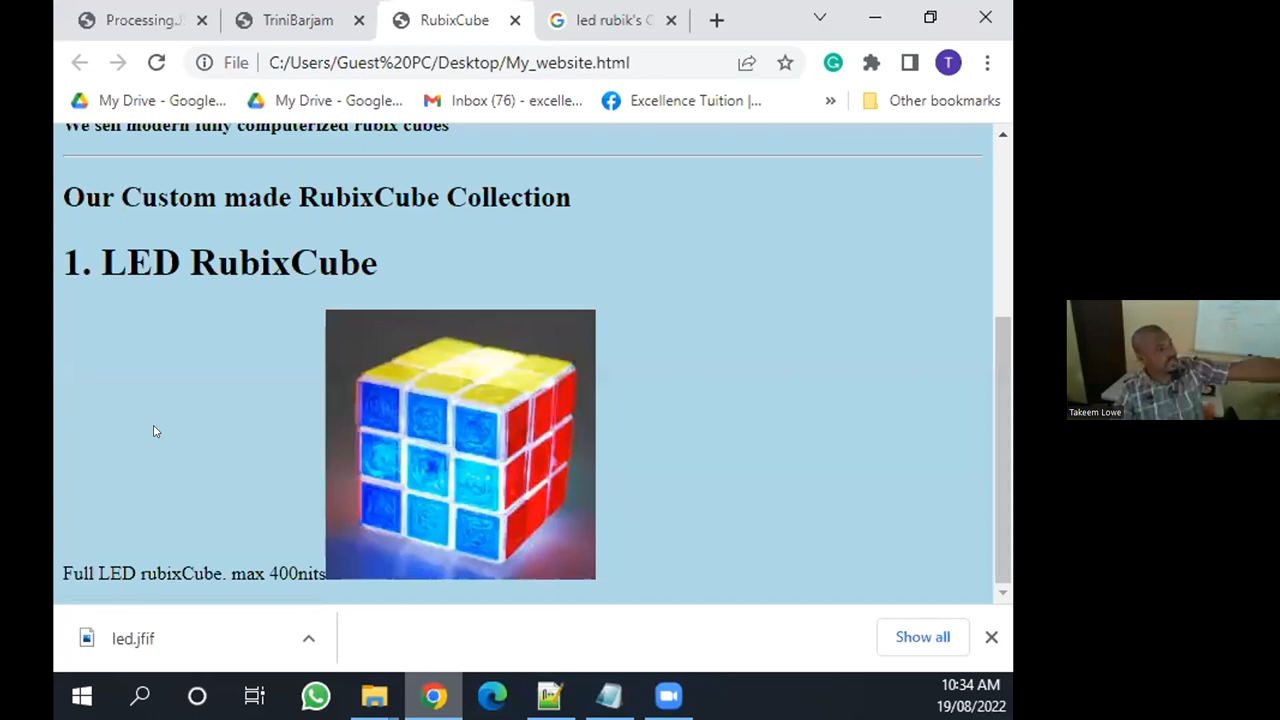 Processing.
TriniBarjam
RubixCube
led rubik's C
File
C:/Users/Guest%20PC/Desktop/My_website.html
T
My Drive - Google...
My Drive - Google...
Inbox (76) - excelle...
Excellence Tuition |...
»
Other bookmarks
We sell modern fully computerized rubix cubes
Our Custom made RubixCube Collection
1. LED RubixCube
Full LED rubixCube. max 400nits
Takeem Lowe
led.jfif
Show all
10:34 AM
19/08/2022